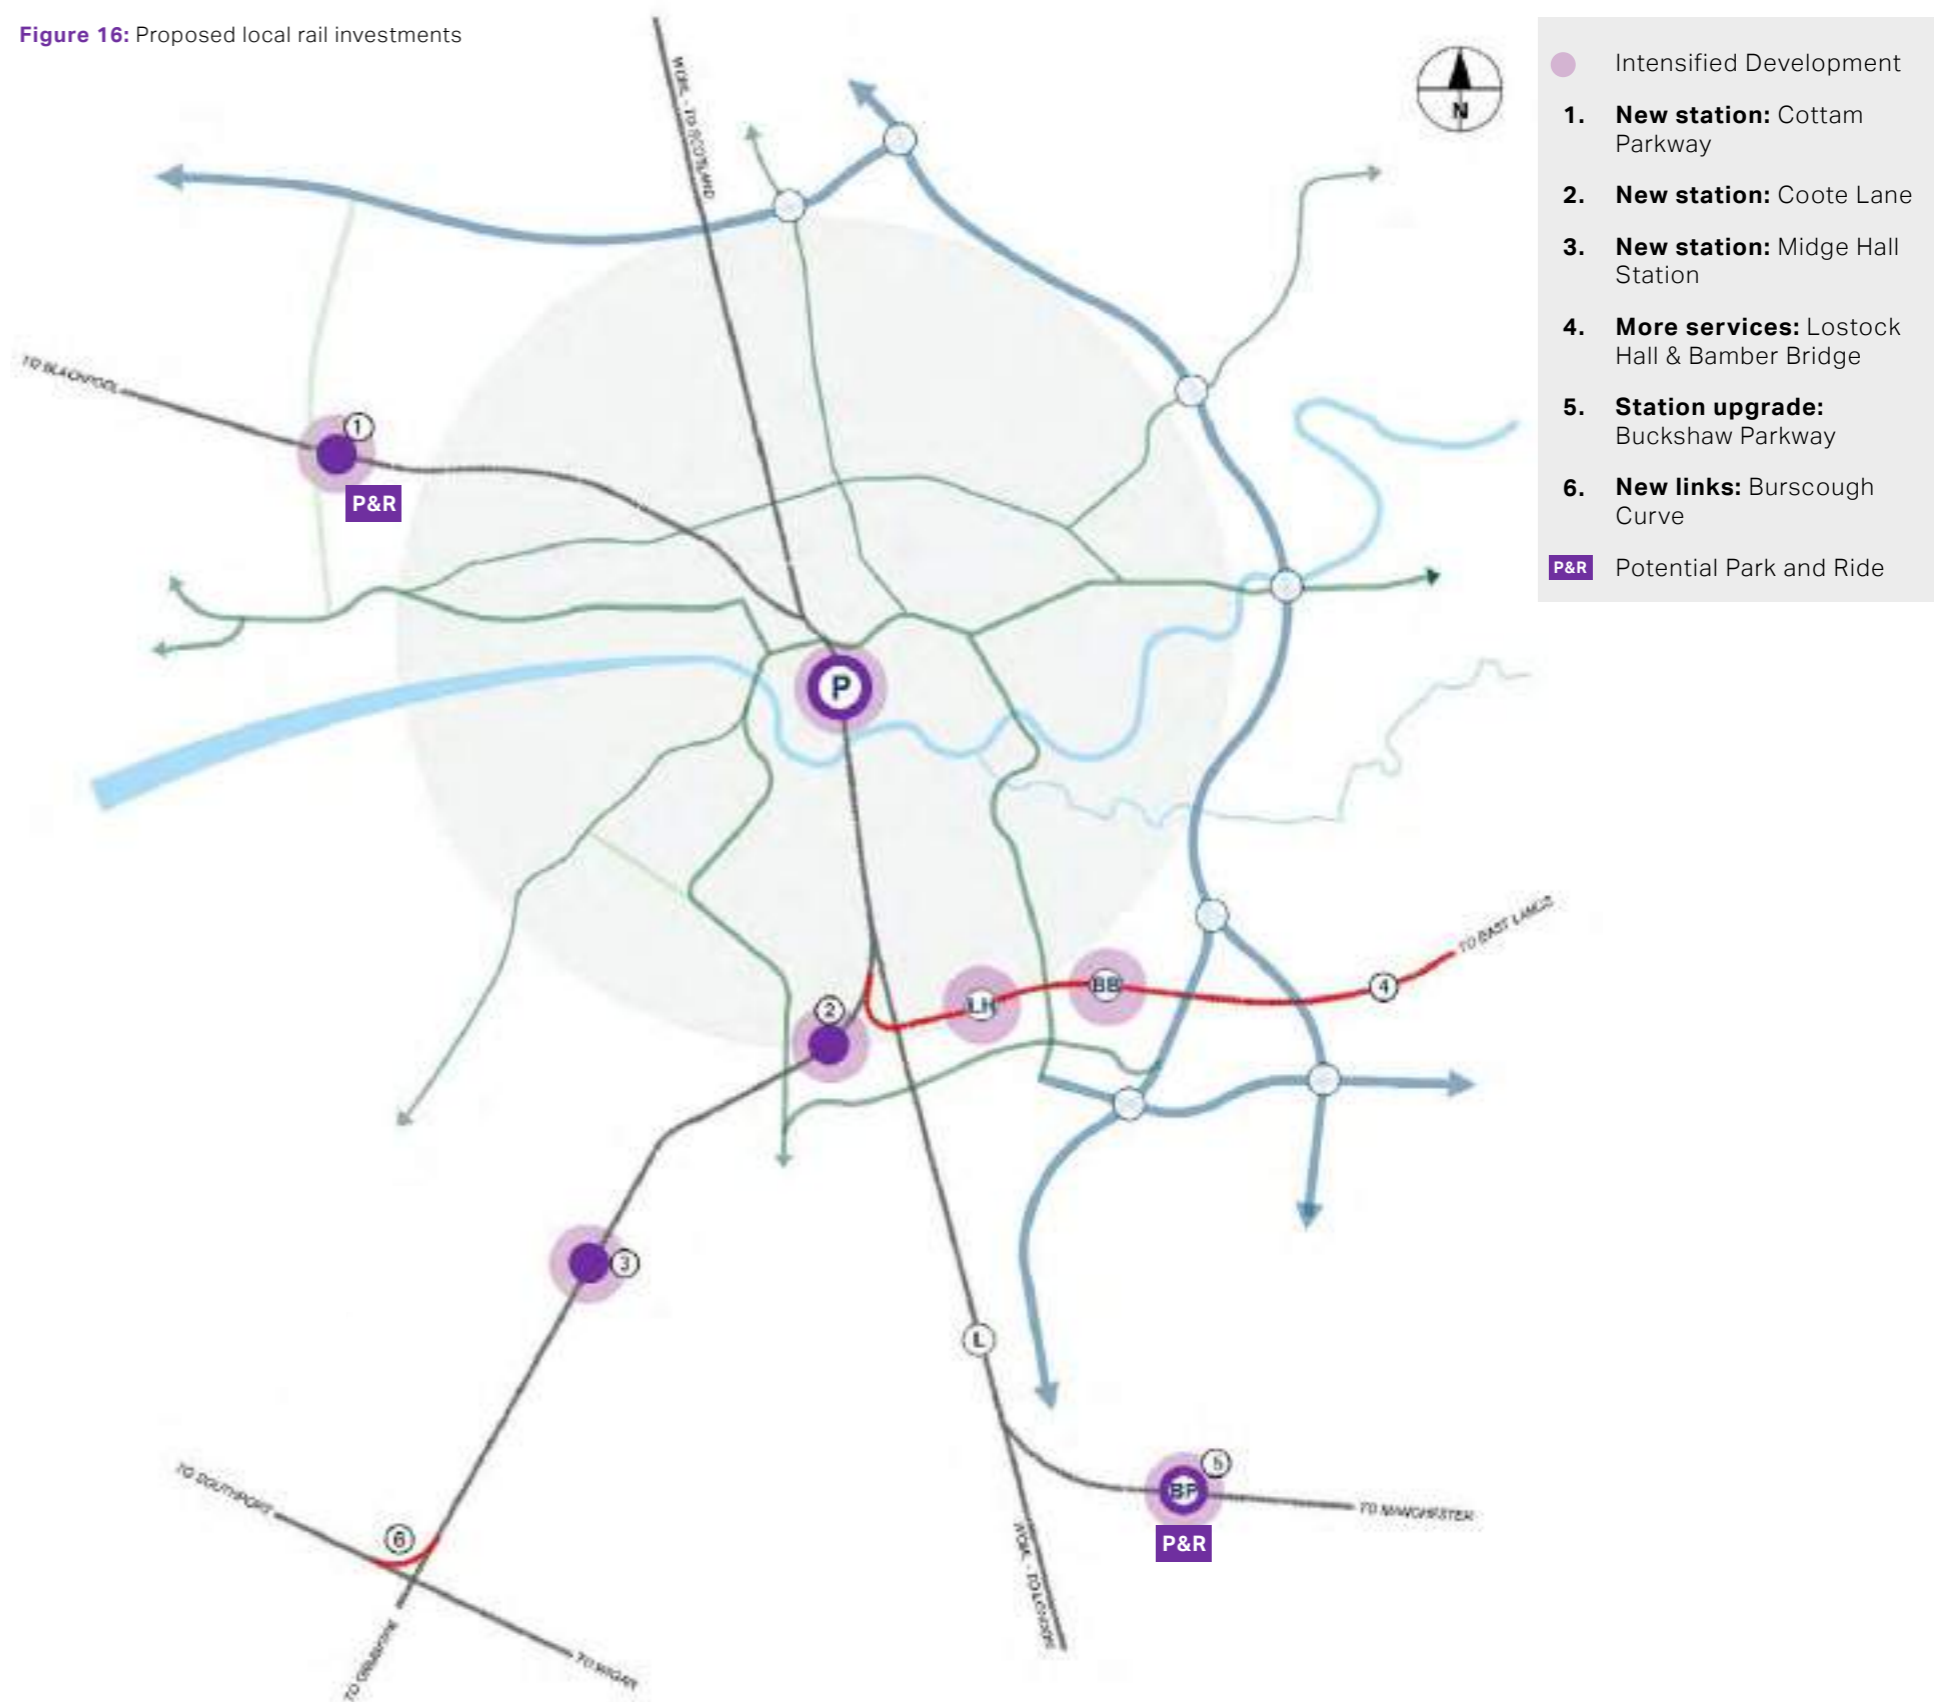 Figure 16: Proposed local rail investments
WCML - TO SCOTLAND
N
TO BLACKPOOL
1
P&R
P
TO EAST LANCS
2
LH
BB
4
3
L
5
BP
P&R
TO MANCHESTER
TO SOUTHPORT
6
WCML - TO LONDON
TO ORMSKIRK
TO WIGAN
Intensified Development
1. New station: Cottam
Parkway
2. New station: Coote Lane
3. New station: Midge Hall
Station
4. More services: Lostock
Hall & Bamber Bridge
5. Station upgrade:
Buckshaw Parkway
6. New links: Burscough
Curve
P&R Potential Park and Ride